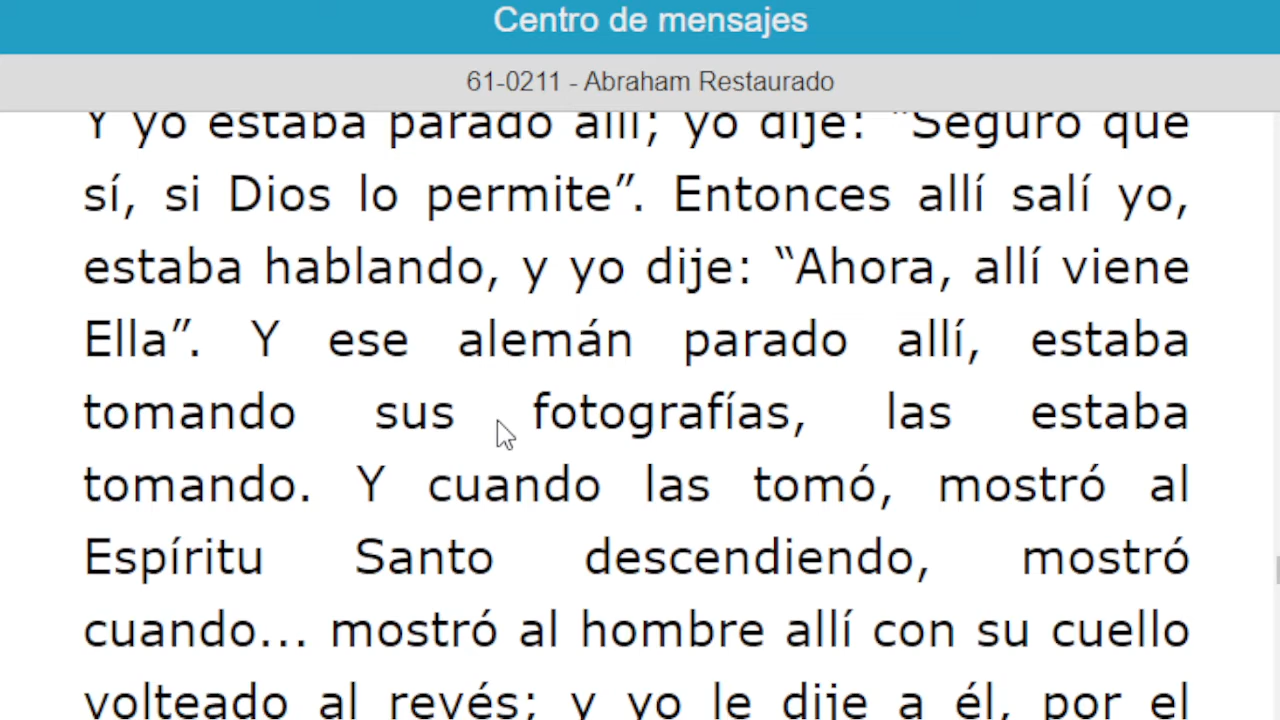 Centro de mensajes
61-0211 - Abraham Restaurado
Y yo estaba parado allí; yo dije: “Seguro que
sí, si Dios lo permite”. Entonces allí salí yo,
estaba hablando, y yo dije: “Ahora, allí viene
Ella”. Y ese alemán parado allí, estaba
tomando sus fotografías, las estaba
tomando. Y cuando las tomó, mostró al
Espíritu Santo descendiendo, mostró
cuando... mostró al hombre allí con su cuello
volteado al revés; y yo le dije a él, por el